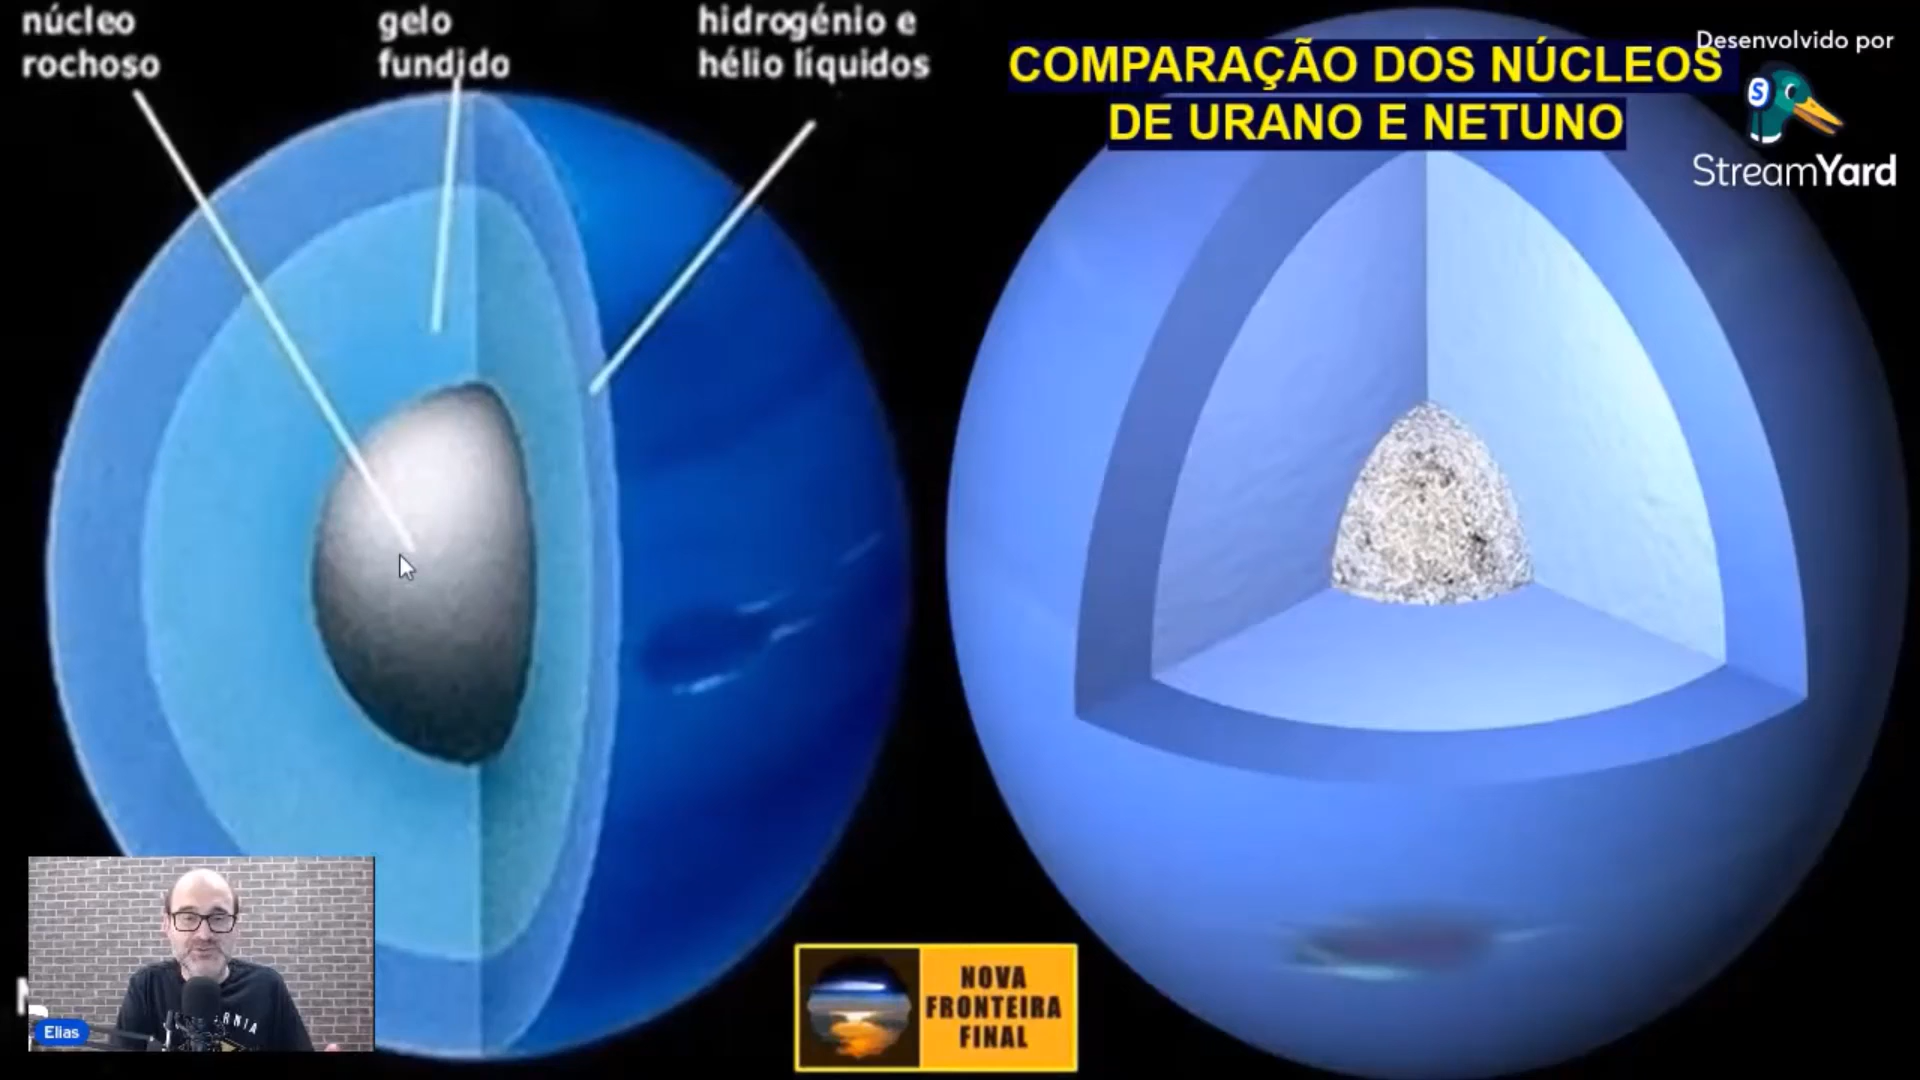 núcleo
rochoso
gelo
fundido
hidrogénio e
hélio líquidos
COMPARAÇÃO DOS NÚCLEOS
DE URANO E NETUNO
Desenvolvido por
S
StreamYard
NOVA
FRONTEIRA
FINAL
Elias